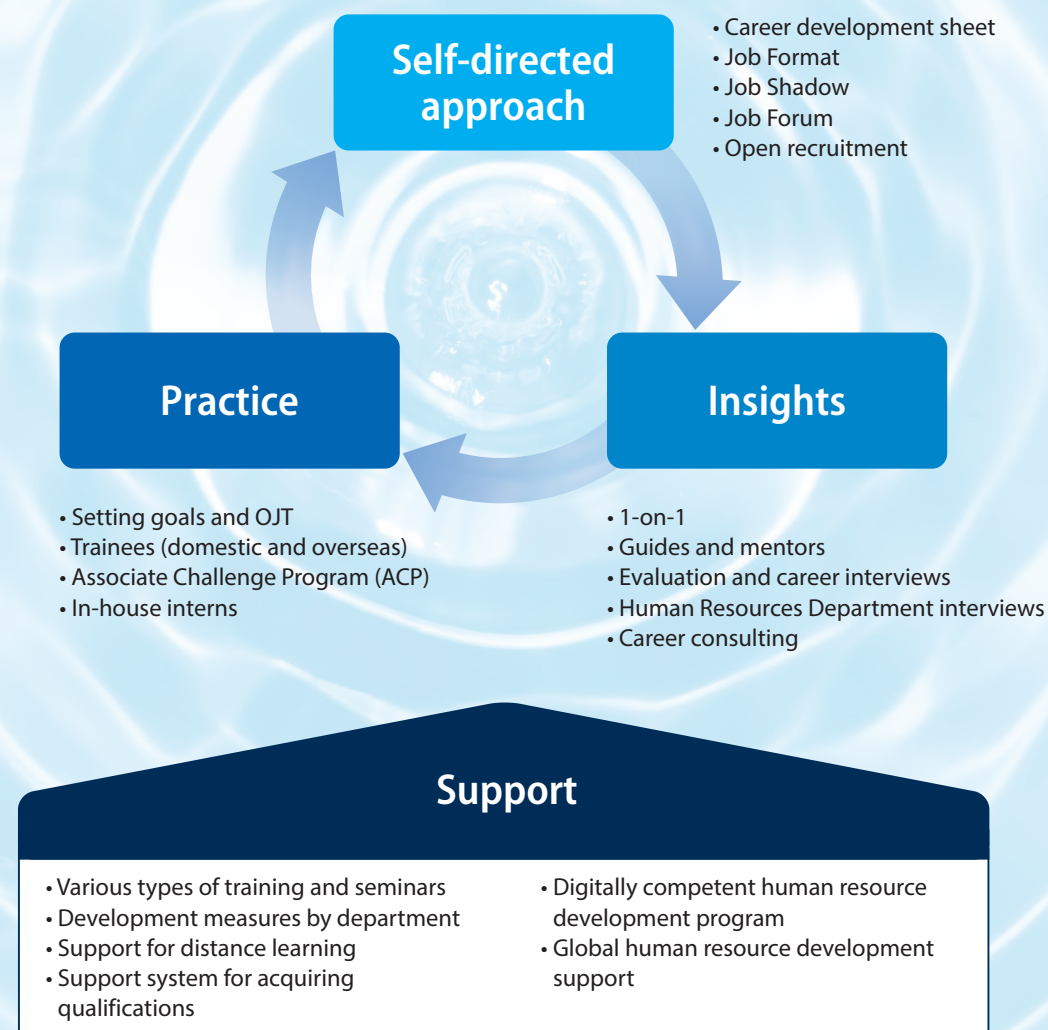 Self-directed
approach
• Career development sheet
• Job Format
• Job Shadow
• Job Forum
• Open recruitment
Practice
• Setting goals and OJT
• Trainees (domestic and overseas)
• Associate Challenge Program (ACP)
• In-house interns
Insights
• 1-on-1
• Guides and mentors
• Evaluation and career interviews
• Human Resources Department interviews
• Career consulting
Support
• Various types of training and seminars
• Development measures by department
• Support for distance learning
• Support system for acquiring
qualifications
• Digitally competent human resource
development program
• Global human resource development
support